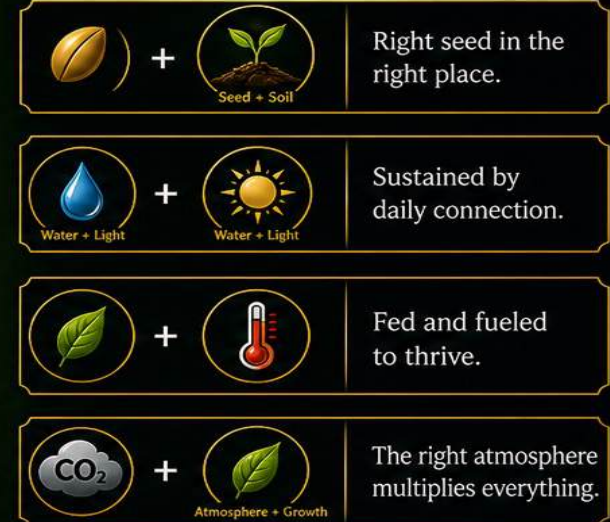 +
Seed + Soil
Right seed in the
right place.
+
Water + Light
Water + Light
Sustained by
daily connection.
+
Fed and fueled
to thrive.
CO₂
+
Atmosphere + Growth
The right atmosphere
multiplies everything.